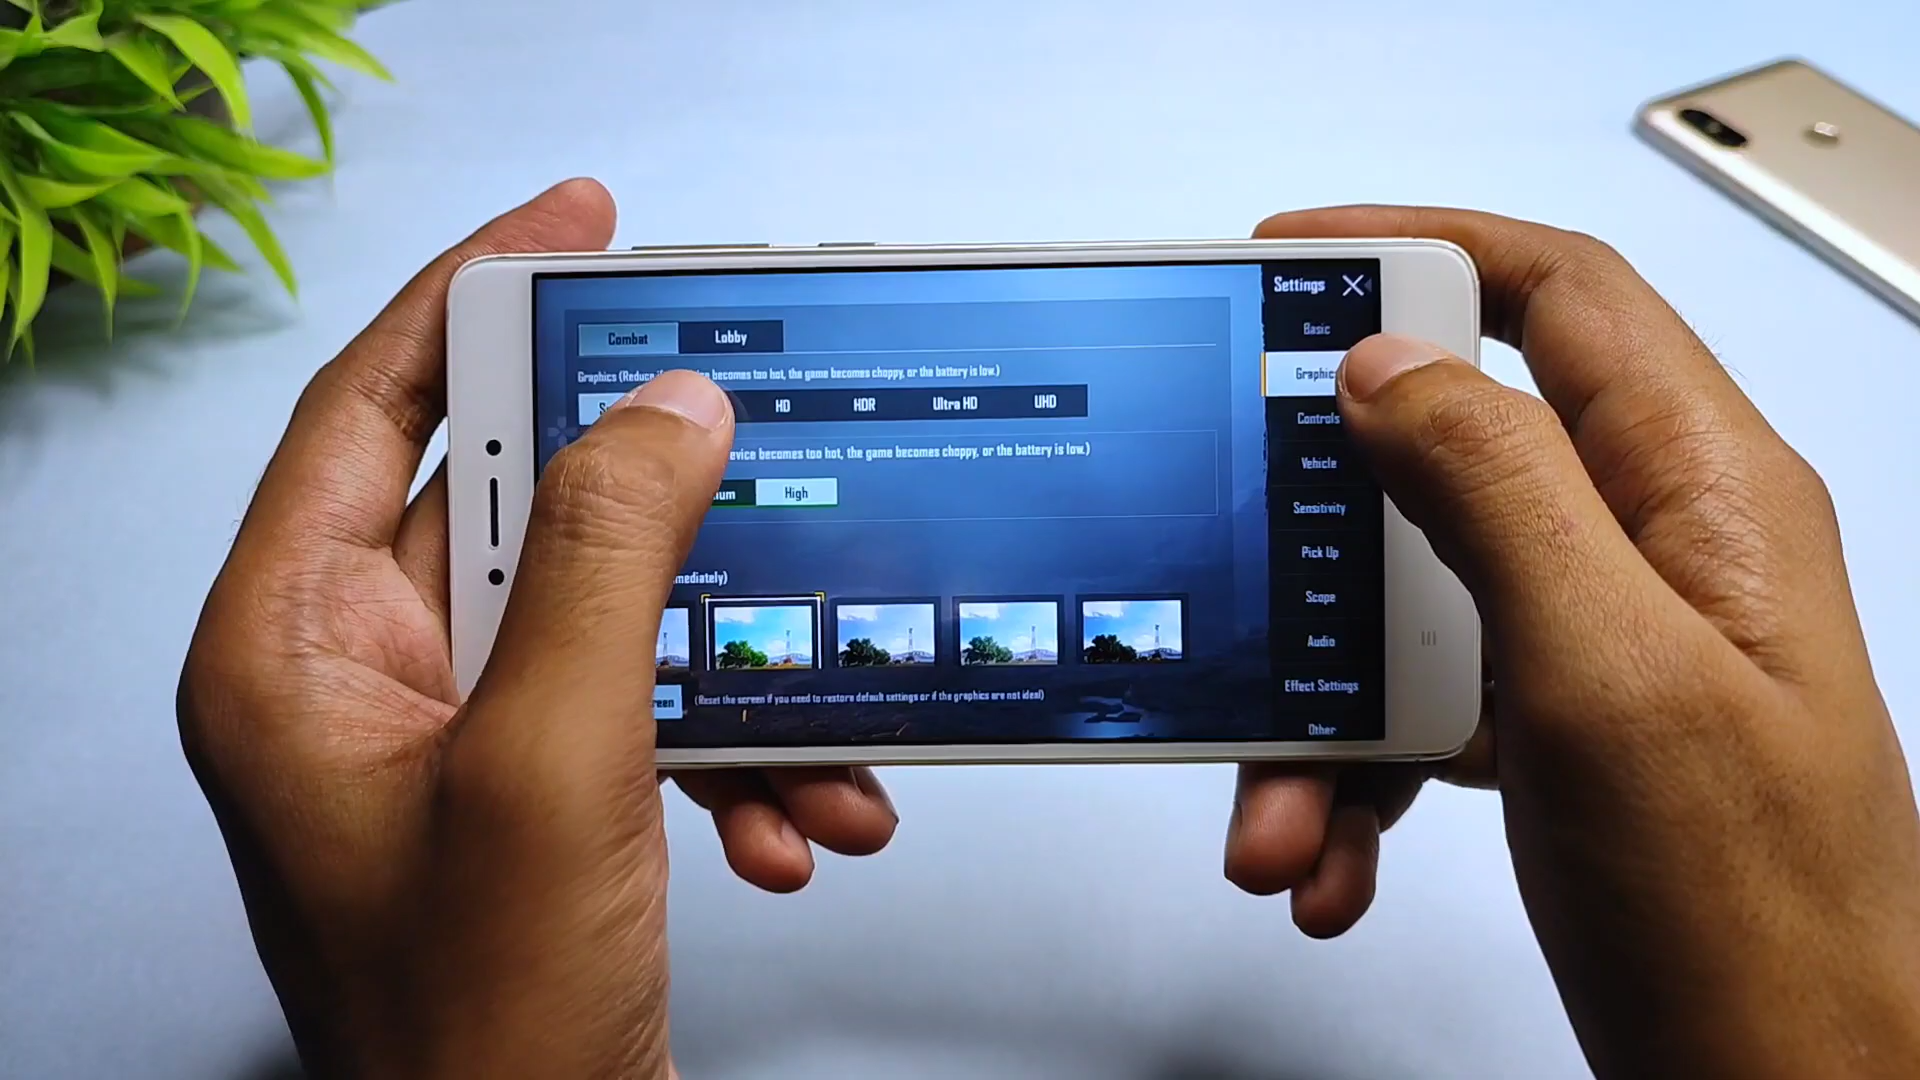 Settings
Combat Lobby
Basic
Graphics (Reduce becomes too hot, the game becomes choppy, or the battery is low.)
Graphics
HD HDR Ultra HD UHD
Controls
evice becomes too hot, the game becomes choppy, or the battery is low.)
Vehicle
ium High
Sensitivity
Pick Up
mediately)
Scope
Audio
Effect Settings
reen (Reset the screen if you need to restore default settings or if the graphics are not ideal)
Other